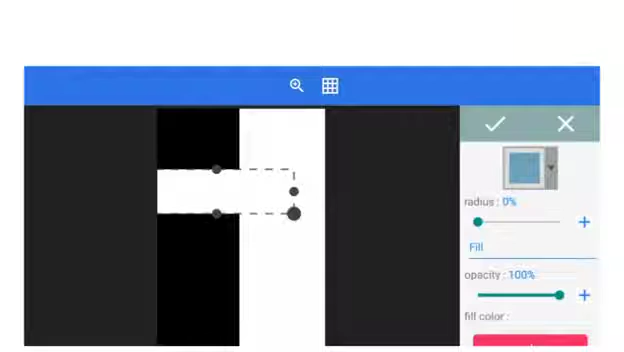 radius : 0%
Fill
opacity : 100%
fill color :